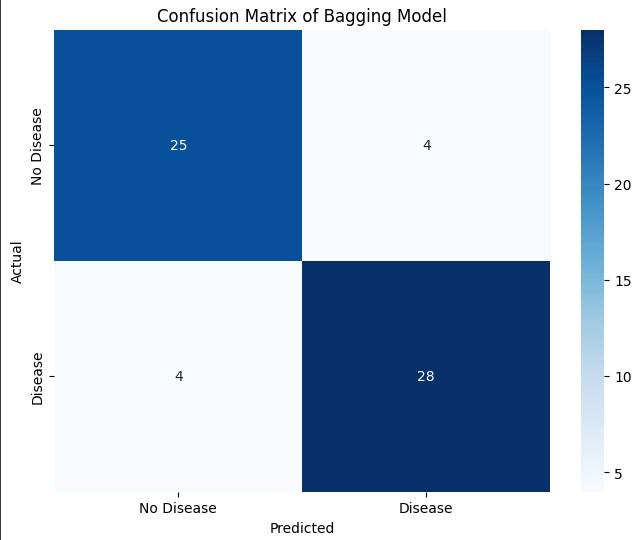 Confusion Matrix of Bagging Model
No Disease
25
4
25
20
Actual
15
Disease
4
28
10
5
No Disease
Disease
Predicted